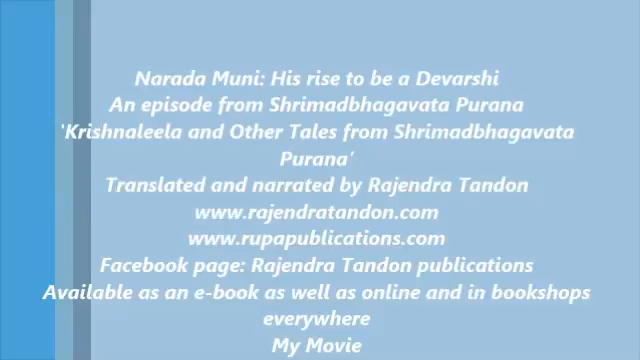 Narada Muni: His rise to be a Devarshi
An episode from Shrimadbhagavata Purana
'Krishnaleela and Other Tales from Shrimadbhagavata
Purana'
Translated and narrated by Rajendra Tandon
www.rajendratandon.com
www.rupapublications.com
Facebook page: Rajendra Tandon publications
Available as an e-book as well as online and in bookshops
everywhere
My Movie